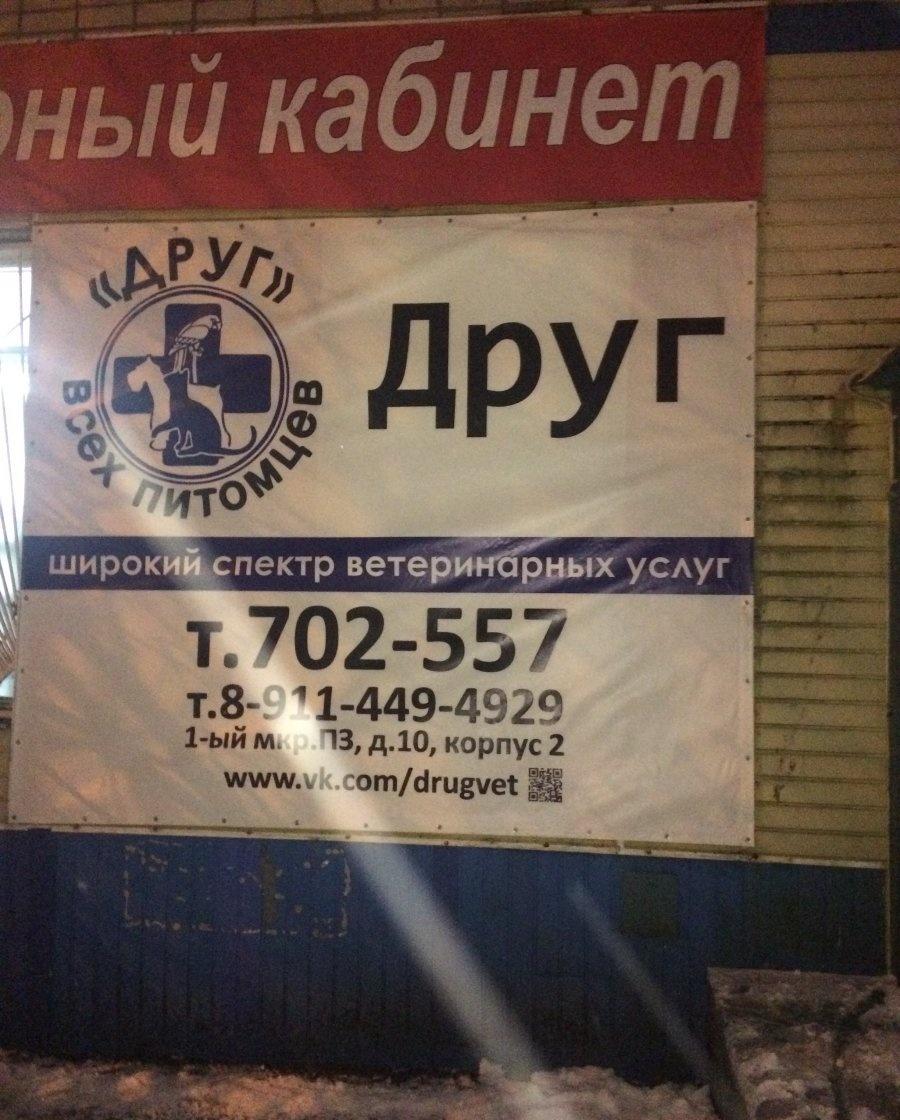 кабинет
«ДРУГ»
всех питомцев
Друг
широкий спектр ветеринарных услуг
т.702-557
т.8-911-449-4929
1-ый мкр.ПЗ, д.10, корпус 2
www.vk.com/drugvet